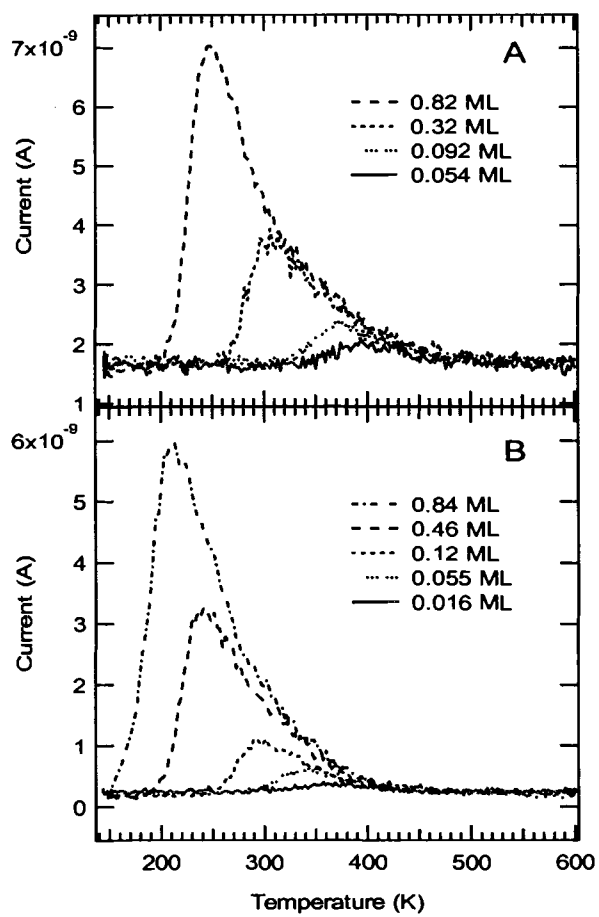 7x10⁻⁹
A
6
5
4
3
2
1
Current (A)
0.82 ML
0.32 ML
0.092 ML
0.054 ML
6x10⁻⁹
B
5
4
3
2
1
0
Current (A)
0.84 ML
0.46 ML
0.12 ML
0.055 ML
0.016 ML
200 300 400 500 600
Temperature (K)